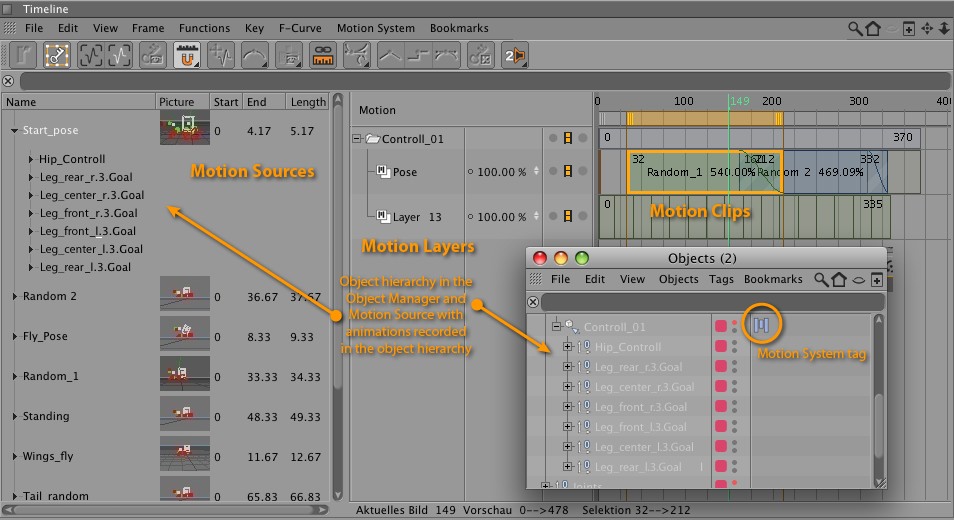 Timeline
File Edit View Frame Functions Key F-Curve Motion System Bookmarks
Name Picture Start End Length
Start_pose 0 4.17 5.17
Hip_Controll
Leg_rear_r.3.Goal
Leg_center_r.3.Goal
Leg_front_r.3.Goal
Leg_front_l.3.Goal
Leg_center_l.3.Goal
Leg_rear_l.3.Goal
Random 2 0 36.67 37.67
Fly_Pose 0 8.33 9.33
Random_1 0 33.33 34.33
Standing 0 48.33 49.33
Wings_fly 0 11.67 12.67
Tail_random 0 65.83 66.83
Motion Sources
Motion
Controll_01
Pose 100.00 %
Layer 13 100.00 %
Motion Layers
Object hierarchy in the
Object Manager and
Motion Source with
animations recorded
in the object hierarchy
0 100 149 200 300 400
0 370
32 212 332
Random_1 540.00% Random 2 469.09%
0 335
Motion Clips
Objects (2)
File Edit View Objects Tags Bookmarks
Controll_01
Hip_Controll
Leg_rear_r.3.Goal
Leg_center_r.3.Goal
Leg_front_r.3.Goal
Leg_front_l.3.Goal
Leg_center_l.3.Goal
Leg_rear_l.3.Goal
Joints
Motion System tag
Aktuelles Bild 149 Vorschau 0-->478 Selektion 32-->212